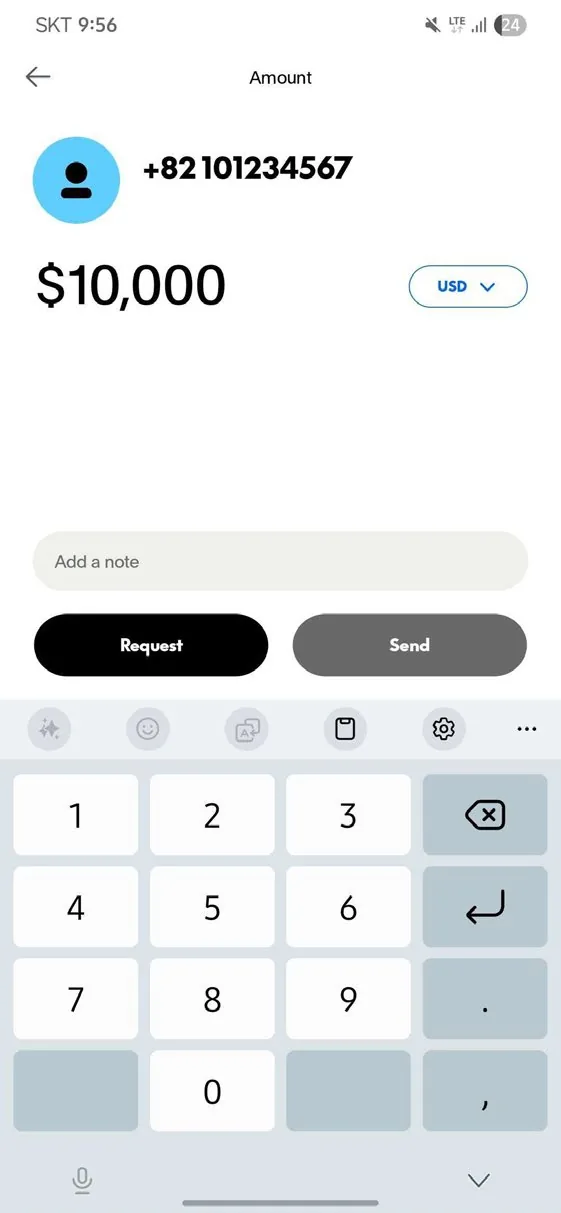 SKT 9:56 LTE 24
Amount
+82 101234567
$10,000 USD
Add a note
Request Send
1 2 3
4 5 6
7 8 9 .
0 ,